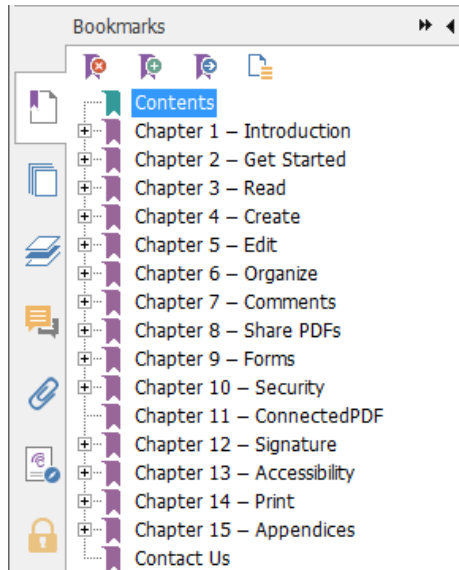 Bookmarks
Contents
Chapter 1 – Introduction
Chapter 2 – Get Started
Chapter 3 – Read
Chapter 4 – Create
Chapter 5 – Edit
Chapter 6 – Organize
Chapter 7 – Comments
Chapter 8 – Share PDFs
Chapter 9 – Forms
Chapter 10 – Security
Chapter 11 – ConnectedPDF
Chapter 12 – Signature
Chapter 13 – Accessibility
Chapter 14 – Print
Chapter 15 – Appendices
Contact Us